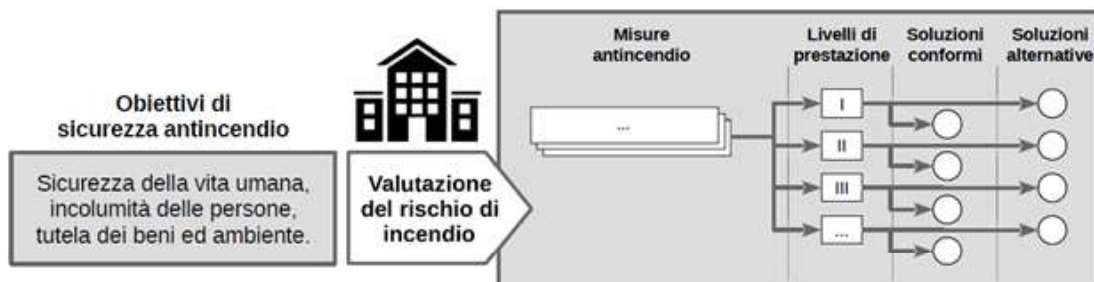 Obiettivi di
sicurezza antincendio
Sicurezza della vita umana,
incolumità delle persone,
tutela dei beni ed ambiente.
Valutazione
del rischio di
incendio
Misure
antincendio
...
Livelli di
prestazione
I
II
III
...
Soluzioni
conformi
Soluzioni
alternative